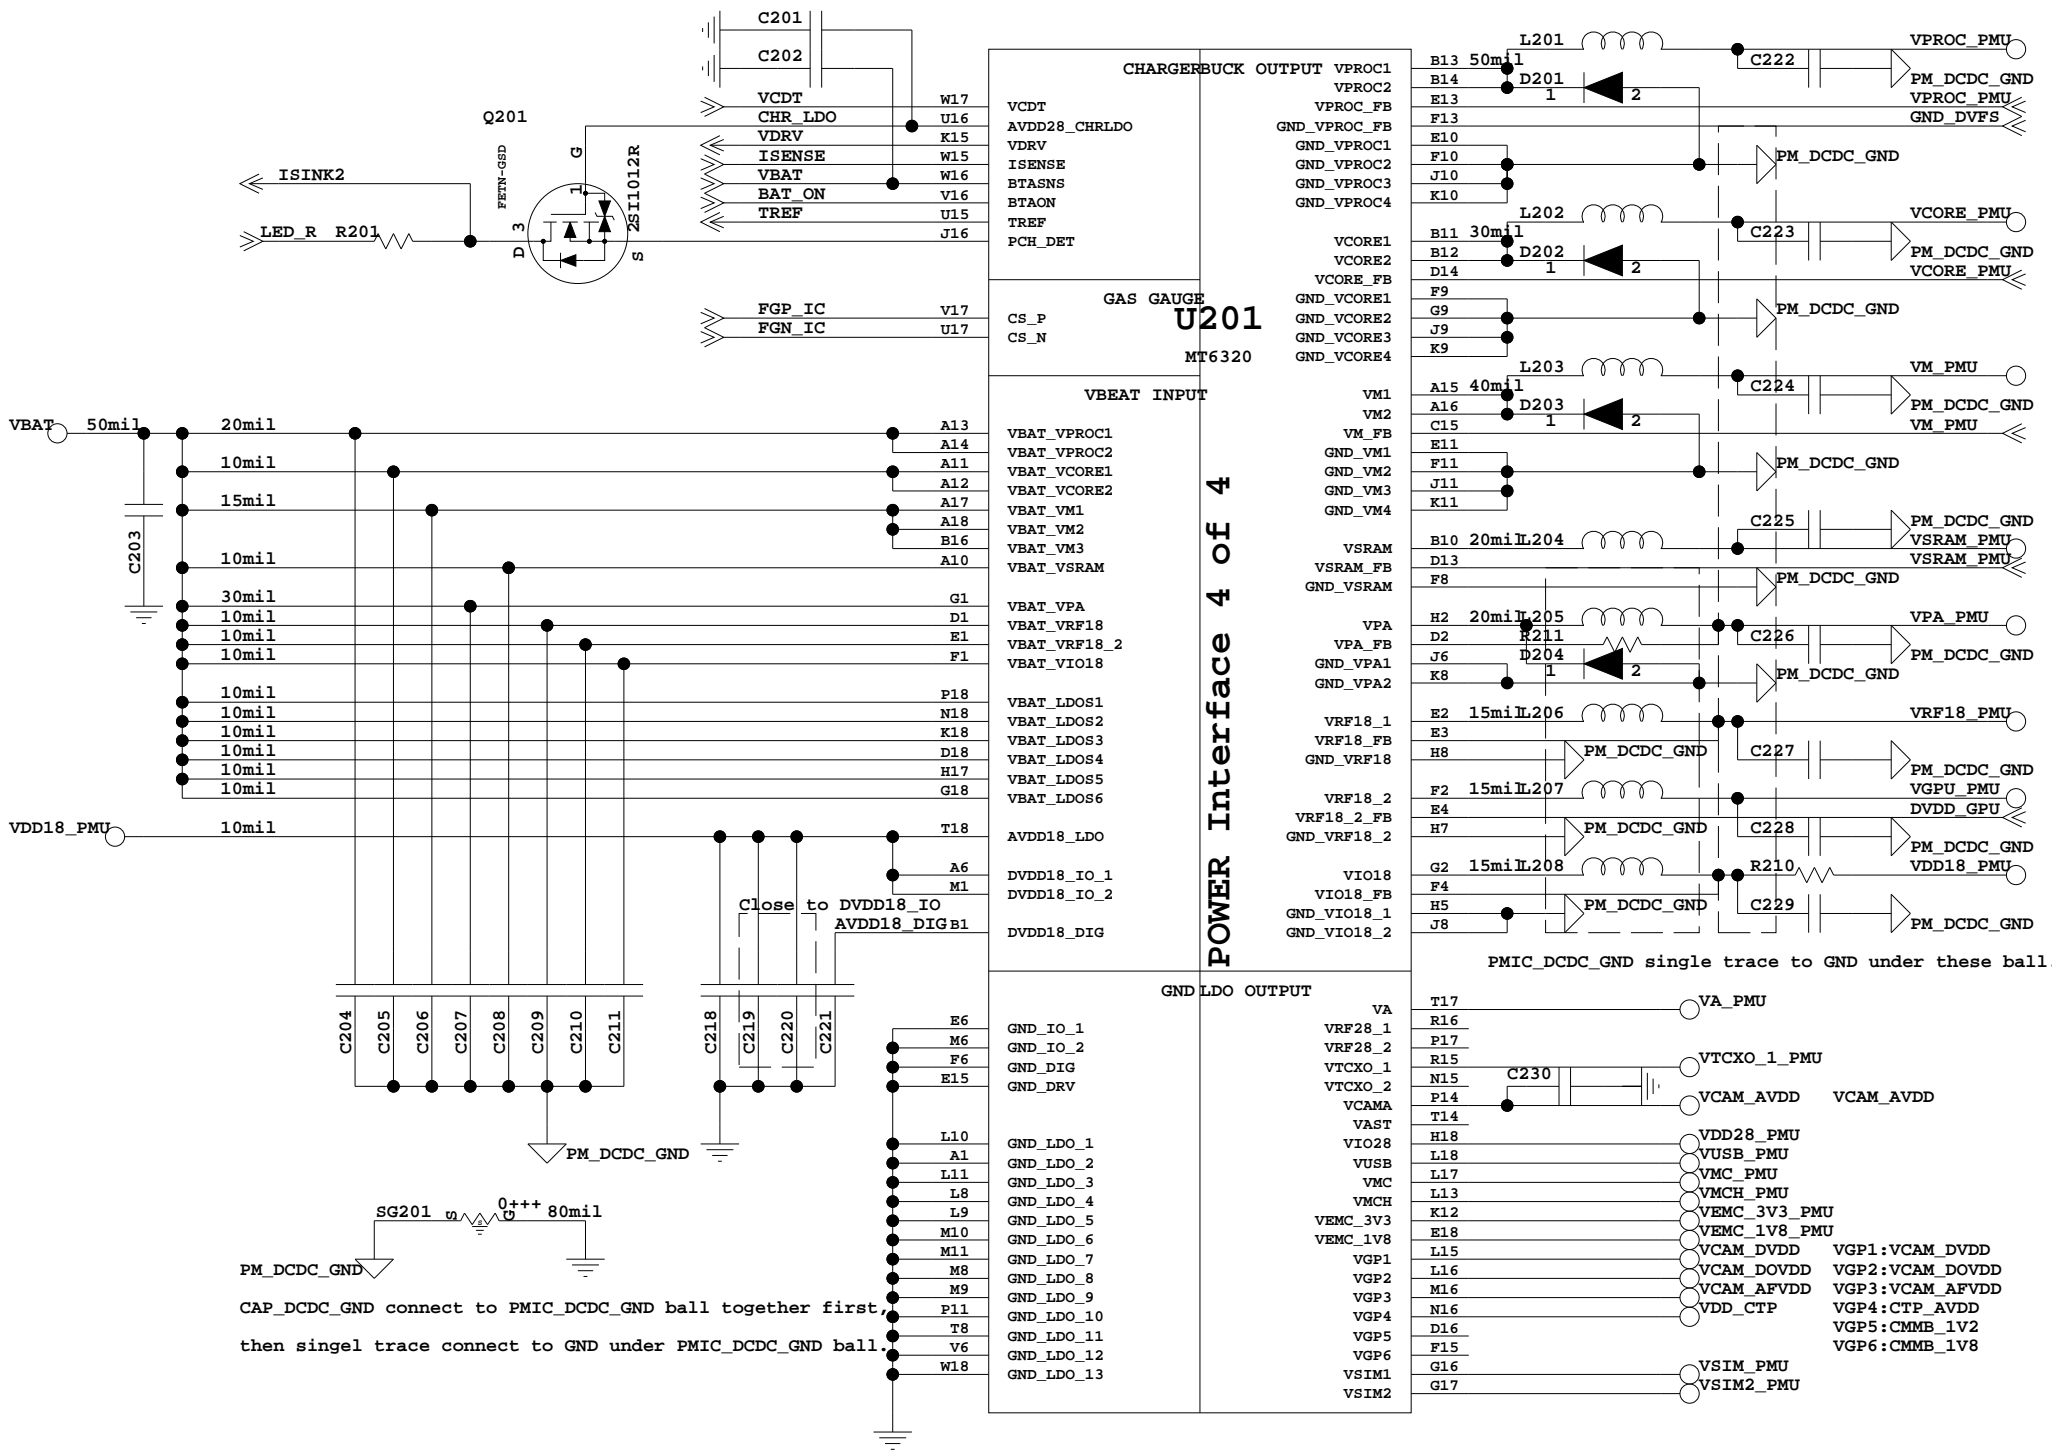 C201
C202
VCDT W17 VCDT
CHR_LDO U16 AVDD28_CHRLDO
VDRV K15 VDRV
ISENSE W15 ISENSE
VBAT W16 BTASNS
BAT_ON V16 BTAON
TREF U15 TREF
J16 PCH_DET
Q201
FETN-GSD
G
1
SI1012R
2
S
D
3
ISINK2
LED_R R201
CHARGER
FGP_IC V17 CS_P
FGN_IC U17 CS_N
GAS GAUGE
U201
MT6320
VBEAT INPUT
POWER Interface 4 of 4
VBAT 50mil
20mil A13 VBAT_VPROC1
A14 VBAT_VPROC2
10mil A11 VBAT_VCORE1
A12 VBAT_VCORE2
15mil A17 VBAT_VM1
A18 VBAT_VM2
B16 VBAT_VM3
10mil A10 VBAT_VSRAM
C203
30mil G1 VBAT_VPA
10mil D1 VBAT_VRF18
10mil E1 VBAT_VRF18_2
10mil F1 VBAT_VIO18
10mil P18 VBAT_LDOS1
10mil N18 VBAT_LDOS2
10mil K18 VBAT_LDOS3
10mil D18 VBAT_LDOS4
10mil H17 VBAT_LDOS5
10mil G18 VBAT_LDOS6
VDD18_PMU 10mil T18 AVDD18_LDO
A6 DVDD18_IO_1
M1 DVDD18_IO_2
Close to DVDD18_IO
AVDD18_DIG B1 DVDD18_DIG
C204 C205 C206 C207 C208 C209 C210 C211 C218 C219 C220 C221
PM_DCDC_GND
GND
E6 GND_IO_1
M6 GND_IO_2
F6 GND_DIG
E15 GND_DRV
L10 GND_LDO_1
A1 GND_LDO_2
L11 GND_LDO_3
L8 GND_LDO_4
L9 GND_LDO_5
M10 GND_LDO_6
M11 GND_LDO_7
M8 GND_LDO_8
M9 GND_LDO_9
P11 GND_LDO_10
T8 GND_LDO_11
V6 GND_LDO_12
W18 GND_LDO_13
SG201 S 0+++ G 80mil
S
PM_DCDC_GND
CAP_DCDC_GND connect to PMIC_DCDC_GND ball together first,
then singel trace connect to GND under PMIC_DCDC_GND ball.
BUCK OUTPUT
L201 C222 VPROC_PMU
VPROC1 B13 50mil
PM_DCDC_GND
VPROC2 B14 D201 1 2
VPROC_FB E13 VPROC_PMU
GND_VPROC_FB F13 GND_DVFS
GND_VPROC1 E10
GND_VPROC2 F10 PM_DCDC_GND
GND_VPROC3 J10
GND_VPROC4 K10
L202 C223 VCORE_PMU
VCORE1 B11 30mil
PM_DCDC_GND
VCORE2 B12 D202 1 2
VCORE_FB D14 VCORE_PMU
GND_VCORE1 F9
GND_VCORE2 G9 PM_DCDC_GND
GND_VCORE3 J9
GND_VCORE4 K9
L203 C224 VM_PMU
VM1 A15 40mil
PM_DCDC_GND
VM2 A16 D203 1 2
VM_FB C15 VM_PMU
GND_VM1 E11
GND_VM2 F11 PM_DCDC_GND
GND_VM3 J11
GND_VM4 K11
C225 PM_DCDC_GND
VSRAM B10 20mil L204 VSRAM_PMU
VSRAM_FB D13 VSRAM_PMU
GND_VSRAM F8 PM_DCDC_GND
VPA H2 20mil L205 VPA_PMU
VPA_FB D2 R211 C226 PM_DCDC_GND
GND_VPA1 J6 D204 1 2
GND_VPA2 K8 PM_DCDC_GND
VRF18_1 E2 15mil L206 VRF18_PMU
VRF18_FB E3
GND_VRF18 H8 PM_DCDC_GND C227 PM_DCDC_GND
VRF18_2 F2 15mil L207 VGPU_PMU
VRF18_2_FB E4 DVDD_GPU
GND_VRF18_2 H7 PM_DCDC_GND C228 PM_DCDC_GND
VIO18 G2 15mil L208 R210 VDD18_PMU
VIO18_FB F4
GND_VIO18_1 H5 PM_DCDC_GND C229 PM_DCDC_GND
GND_VIO18_2 J8
PMIC_DCDC_GND single trace to GND under these ball.
LDO OUTPUT
VA T17 VA_PMU
VRF28_1 R16
VRF28_2 P17
VTCXO_1 R15 VTCXO_1_PMU
VTCXO_2 N15 C230
VCAMA P14 VCAM_AVDD VCAM_AVDD
VAST T14
VIO28 H18 VDD28_PMU
VUSB L18 VUSB_PMU
VMC L17 VMC_PMU
VMCH L13 VMCH_PMU
VEMC_3V3 K12 VEMC_3V3_PMU
VEMC_1V8 E18 VEMC_1V8_PMU
VGP1 L15 VCAM_DVDD VGP1:VCAM_DVDD
VGP2 L16 VCAM_DOVDD VGP2:VCAM_DOVDD
VGP3 M16 VCAM_AFVDD VGP3:VCAM_AFVDD
VGP4 N16 VDD_CTP VGP4:CTP_AVDD
VGP5 D16 VGP5:CMMB_1V2
VGP6 F15 VGP6:CMMB_1V8
VSIM1 G16 VSIM_PMU
VSIM2 G17 VSIM2_PMU